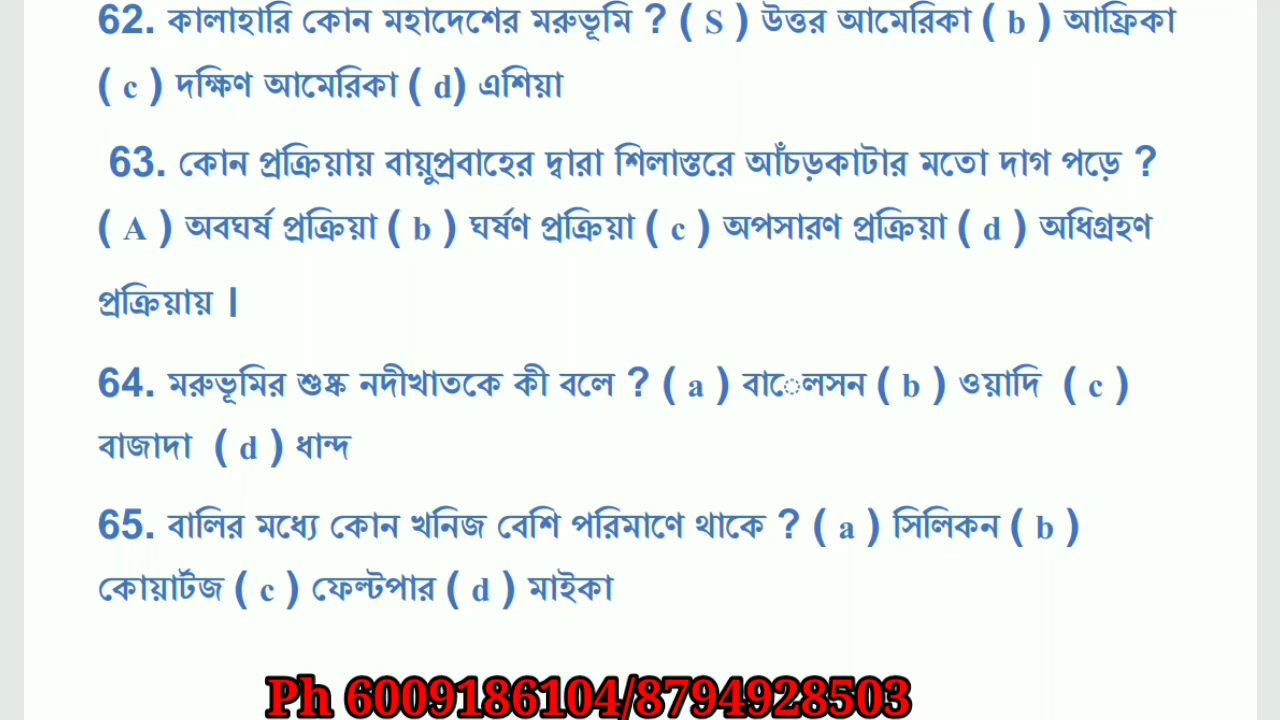 62. কালাহারি কোন মহাদেশের মরুভূমি ? ( S ) উত্তর আমেরিকা ( b ) আফ্রিকা
( c ) দক্ষিণ আমেরিকা ( d) এশিয়া
63. কোন প্রক্রিয়ায় বায়ুপ্রবাহের দ্বারা শিলাস্তরে আঁচড়কাটার মতো দাগ পড়ে ?
( A ) অবঘর্ষ প্রক্রিয়া ( b ) ঘর্ষণ প্রক্রিয়া ( c ) অপসারণ প্রক্রিয়া ( d ) অধিগ্রহণ
প্রক্রিয়ায় ।
64. মরুভূমির শুষ্ক নদীখাতকে কী বলে ? ( a ) বােলসন ( b ) ওয়াদি ( c )
বাজাদা ( d ) ধান্দ
65. বালির মধ্যে কোন খনিজ বেশি পরিমাণে থাকে ? ( a ) সিলিকন ( b )
কোয়ার্টজ ( c ) ফেল্টপার ( d ) মাইকা
Ph 6009186104/8794928503